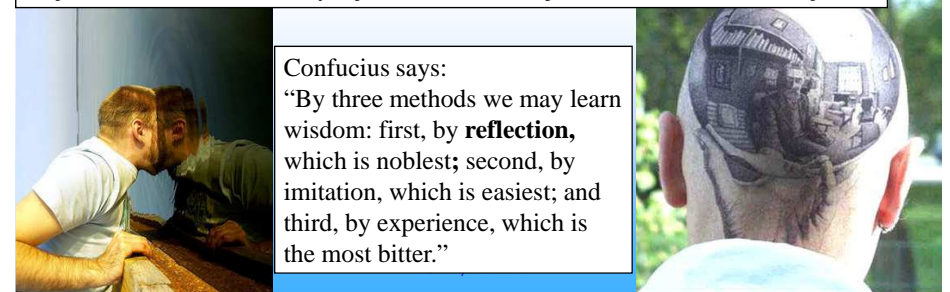 Confucius says:
“By three methods we may learn
wisdom: first, by reflection,
which is noblest; second, by
imitation, which is easiest; and
third, by experience, which is
the most bitter.”